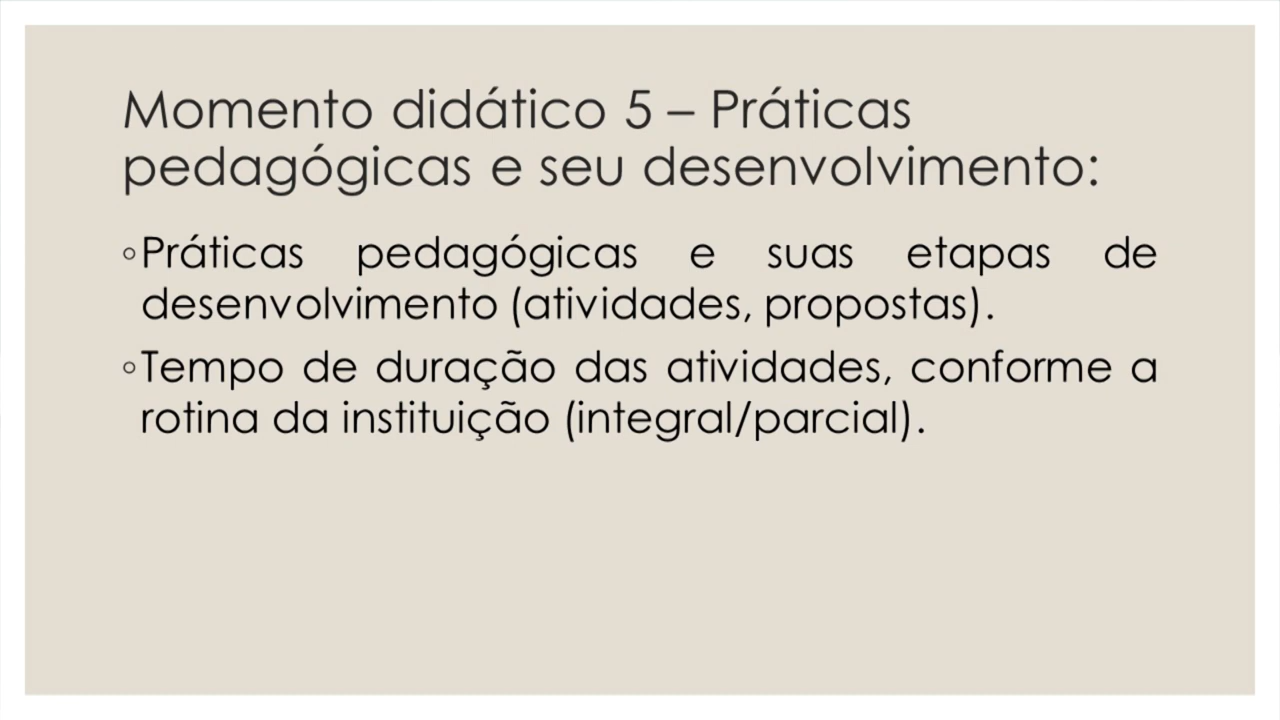 Momento didático 5 – Práticas
pedagógicas e seu desenvolvimento:
◦Práticas pedagógicas e suas etapas de
desenvolvimento (atividades, propostas).
◦Tempo de duração das atividades, conforme a
rotina da instituição (integral/parcial).